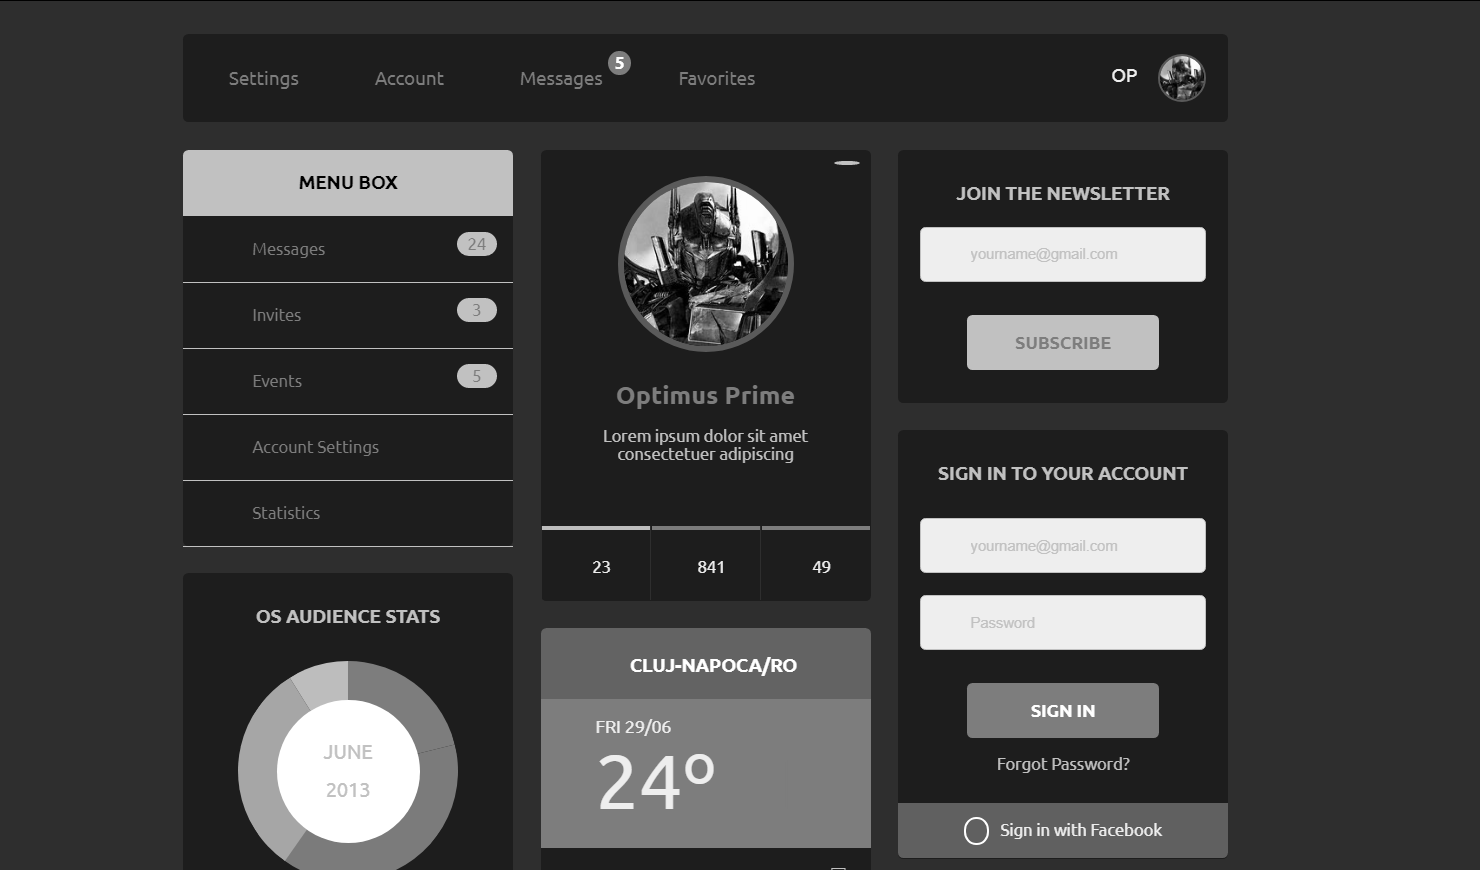 Settings
Account
Messages
5
Favorites
OP
MENU BOX
Messages
24
Invites
3
Events
5
Account Settings
Statistics
OS AUDIENCE STATS
JUNE
2013
Optimus Prime
Lorem ipsum dolor sit amet
consectetuer adipiscing
23
841
49
CLUJ-NAPOCA/RO
FRI 29/06
24º
JOIN THE NEWSLETTER
yourname@gmail.com
SUBSCRIBE
SIGN IN TO YOUR ACCOUNT
yourname@gmail.com
Password
SIGN IN
Forgot Password?
Sign in with Facebook